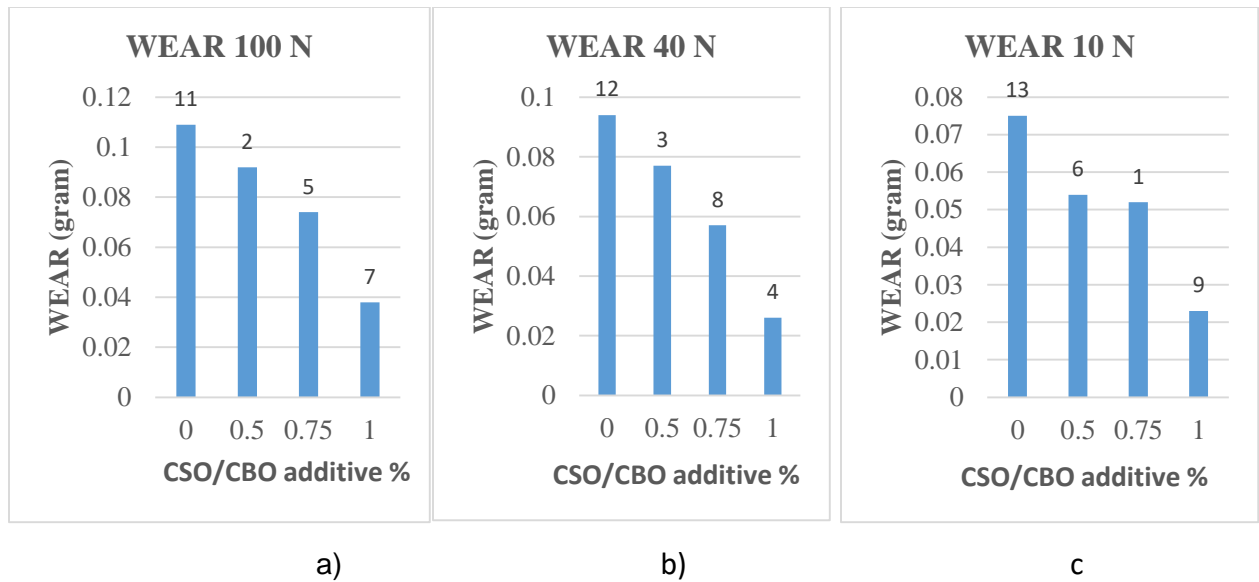 WEAR 100 N
WEAR (gram)
0.12
0.1
0.08
0.06
0.04
0.02
0
11
2
5
7
0 0.5 0.75 1
CSO/CBO additive %
a)
WEAR 40 N
WEAR (gram)
0.1
0.08
0.06
0.04
0.02
0
12
3
8
4
0 0.5 0.75 1
CSO/CBO additive %
b)
WEAR 10 N
WEAR (gram)
0.08
0.07
0.06
0.05
0.04
0.03
0.02
0.01
0
13
6
1
9
0 0.5 0.75 1
CSO/CBO additive %
c